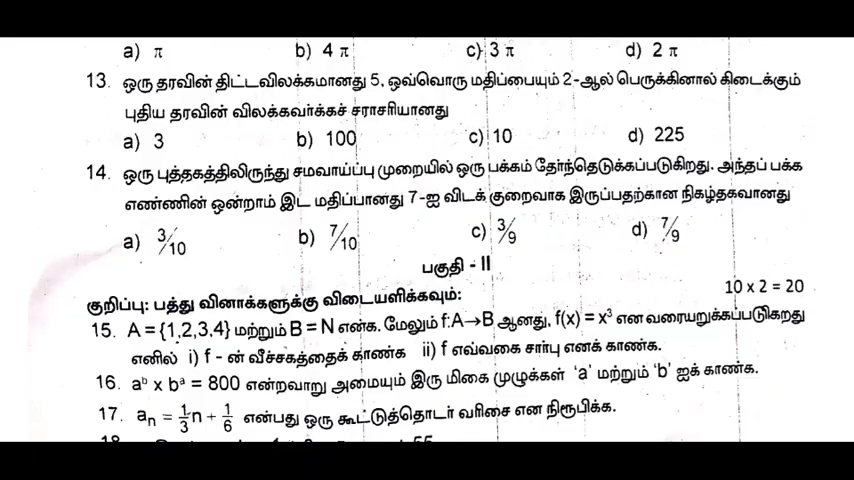 a) π b) 4 π c) 3 π d) 2 π
13. ஒரு தரவின் திட்டவிலக்கமானது 5, ஒவ்வொரு மதிப்பையும் 2-ஆல் பெருக்கினால் கிடைக்கும்
புதிய தரவின் விலக்கவர்க்கச் சராசரியானது
a) 3 b) 100 c) 10 d) 225
14. ஒரு புத்தகத்திலிருந்து சமவாய்ப்பு முறையில் ஒரு பக்கம் தேர்ந்தெடுக்கப்படுகிறது. அந்தப் பக்க
எண்ணின் ஒன்றாம் இட மதிப்பானது 7-ஐ விடக் குறைவாக இருப்பதற்கான நிகழ்தகவானது
a) 3/10 b) 7/10 c) 3/9 d) 7/9
பகுதி - II
10 x 2 = 20
குறிப்பு: பத்து வினாக்களுக்கு விடையளிக்கவும்:
15. A = {1,2,3,4} மற்றும் B = N என்க. மேலும் f:A→B ஆனது, f(x) = x³ என வரையறுக்கப்படுகிறது
எனில் i) f - ன் வீச்சகத்தைக் காண்க ii) f எவ்வகை சார்பு எனக் காண்க.
16. aᵇ x bᵃ = 800 என்றவாறு அமையும் இரு மிகை முழுக்கள் 'a' மற்றும் 'b' ஐக் காண்க.
17. aₙ = 1/3 n + 1/6 என்பது ஒரு கூட்டுத்தொடர் வரிசை என நிரூபிக்க.
18.